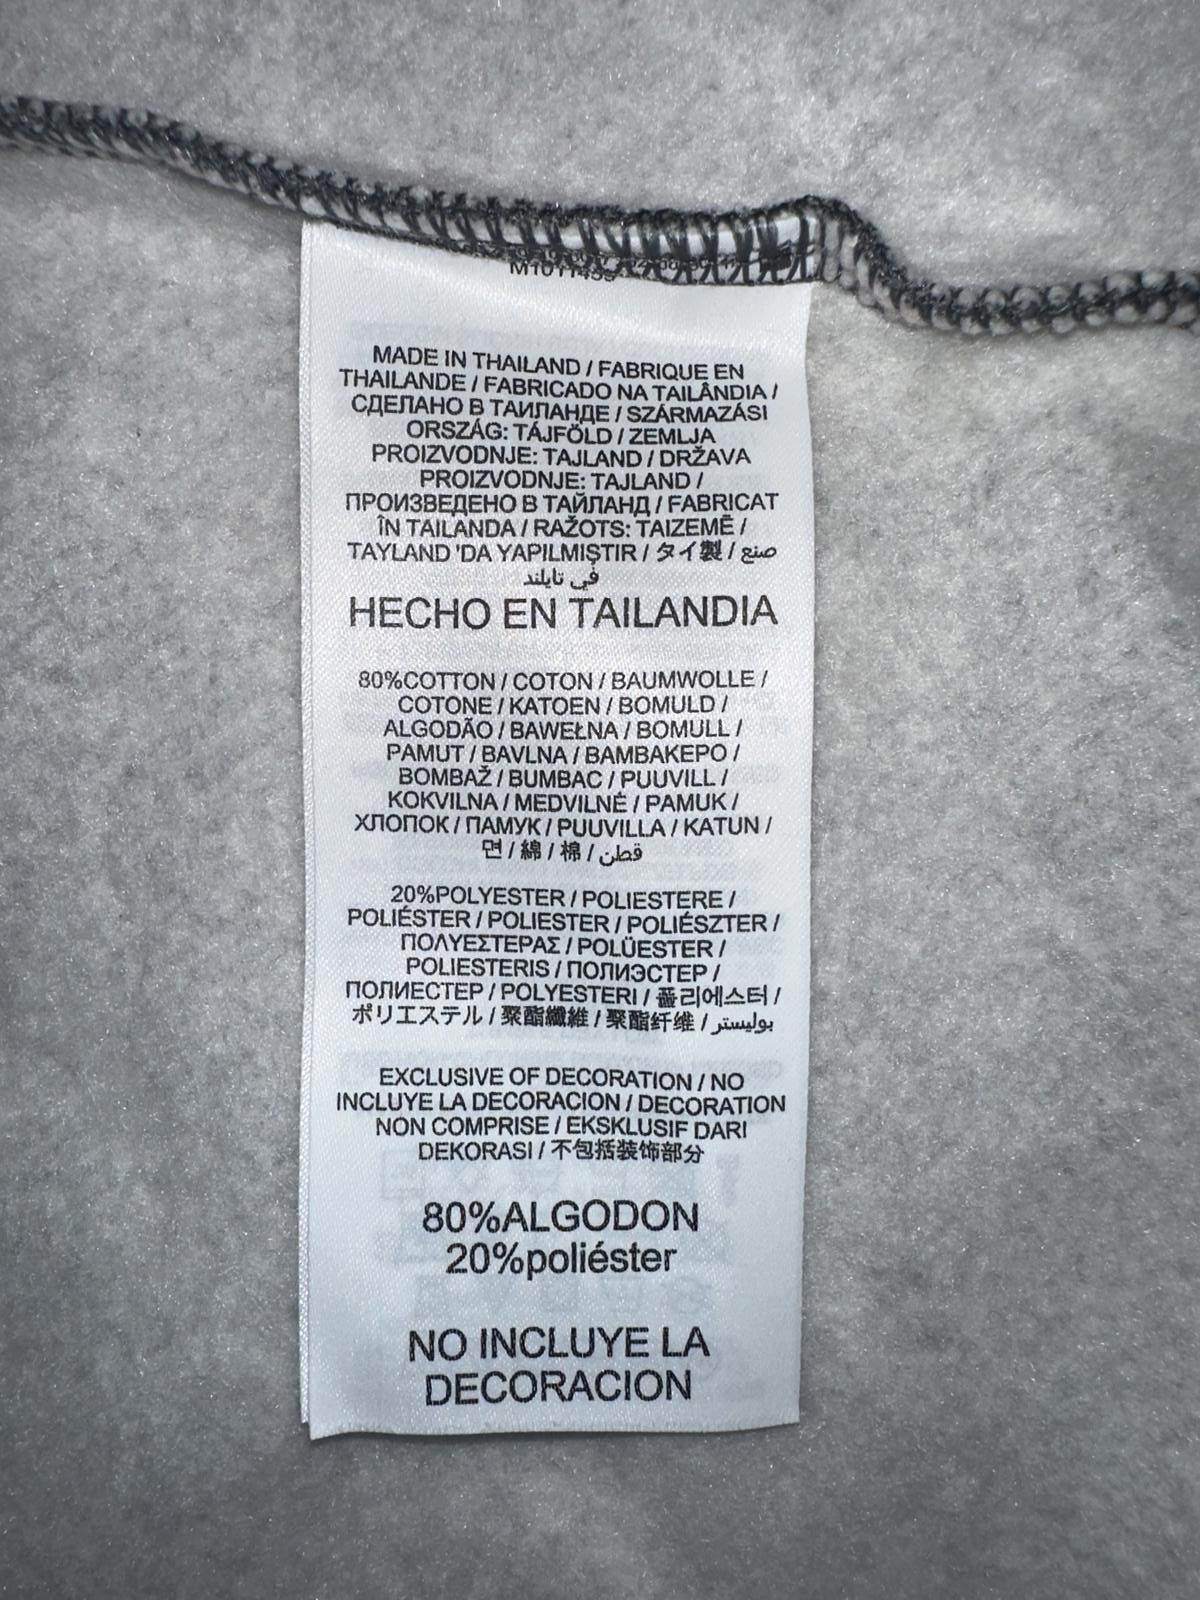 MADE IN THAILAND / FABRIQUE EN
THAILANDE / FABRICADO NA TAILÂNDIA /
СДЕЛАНО В ТАИЛАНДЕ / SZÁRMAZÁSI
ORSZÁG: TÁJFÖLD / ZEMLJA
PROIZVODNJE: TAJLAND / DRŽAVA
PROIZVODNJE: TAJLAND /
ПРОИЗВЕДЕНО В ТАЙЛАНД / FABRICAT
ÎN TAILANDA / RAŽOTS: TAIZEMĒ /
TAYLAND 'DA YAPILMIŞTIR / タイ製 / صنع
في تايلند
HECHO EN TAILANDIA
80%COTTON / COTON / BAUMWOLLE /
COTONE / KATOEN / BOMULD /
ALGODÃO / BAWEŁNA / BOMULL /
PAMUT / BAVLNA / ΒΑΜΒΑΚΕΡΟ /
BOMBAŽ / BUMBAC / PUUVILL /
KOKVILNA / MEDVILNĖ / PAMUK /
ХЛОПОК / ПАМУК / PUUVILLA / KATUN /
면 / 綿 / 棉 / قطن
20%POLYESTER / POLIESTERE /
POLIÉSTER / POLIESTER / POLIÉSZTER /
ΠΟΛΥΕΣΤΕΡΑΣ / POLÜESTER /
POLIESTERIS / ПОЛИЭСТЕР /
ПОЛИЕСТЕР / POLYESTERI / 폴리에스터 /
ポリエステル / 聚酯纖維 / 聚酯纤维 / بوليستر
EXCLUSIVE OF DECORATION / NO
INCLUYE LA DECORACION / DECORATION
NON COMPRISE / EKSKLUSIF DARI
DEKORASI / 不包括装饰部分
80%ALGODON
20%poliéster
NO INCLUYE LA
DECORACION